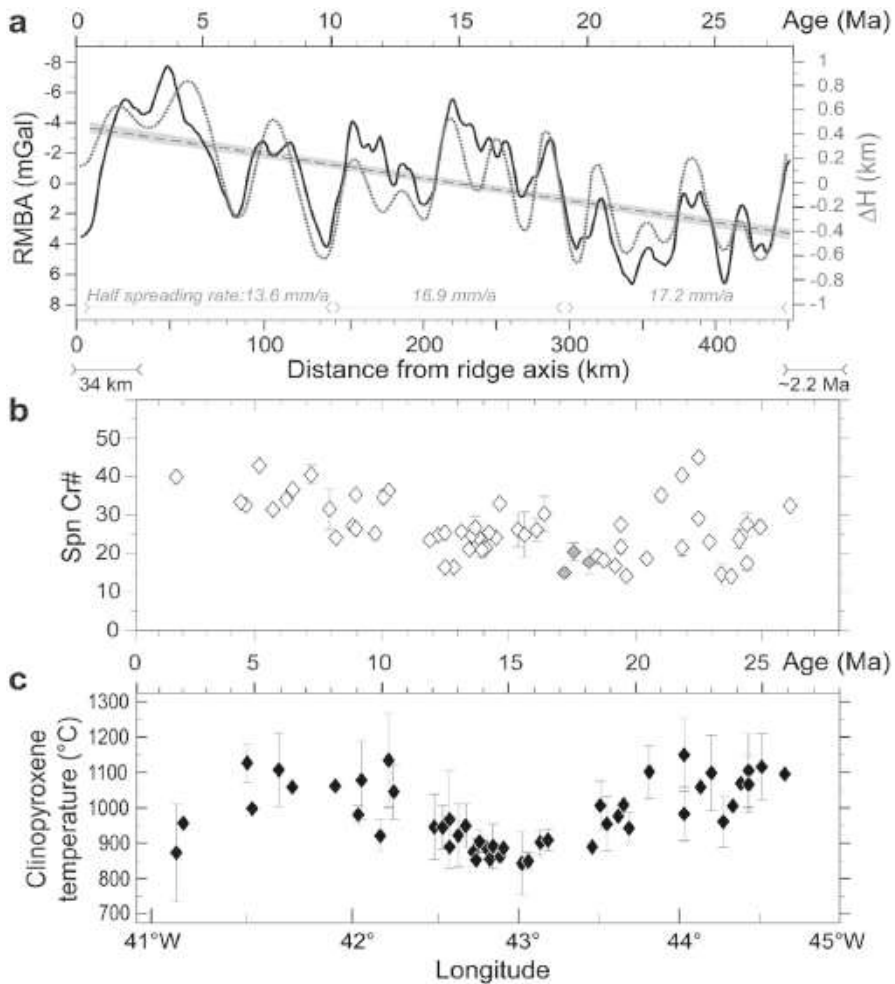 a
0 5 10 15 20 25 Age (Ma)
-8
-6
-4
-2
0
2
4
6
8
RMBA (mGal)
1
0.8
0.6
0.4
0.2
0
-0.2
-0.4
-0.6
-0.8
-1
ΔH (km)
Half spreading rate:13.6 mm/a 16.9 mm/a 17.2 mm/a
0 100 200 300 400
Distance from ridge axis (km)
34 km ~2.2 Ma
b
50
40
30
20
10
0
Spn Cr#
0 5 10 15 20 25 Age (Ma)
c
1300
1200
1100
1000
900
800
700
Clinopyroxene
temperature (°C)
41°W 42° 43° 44° 45°W
Longitude